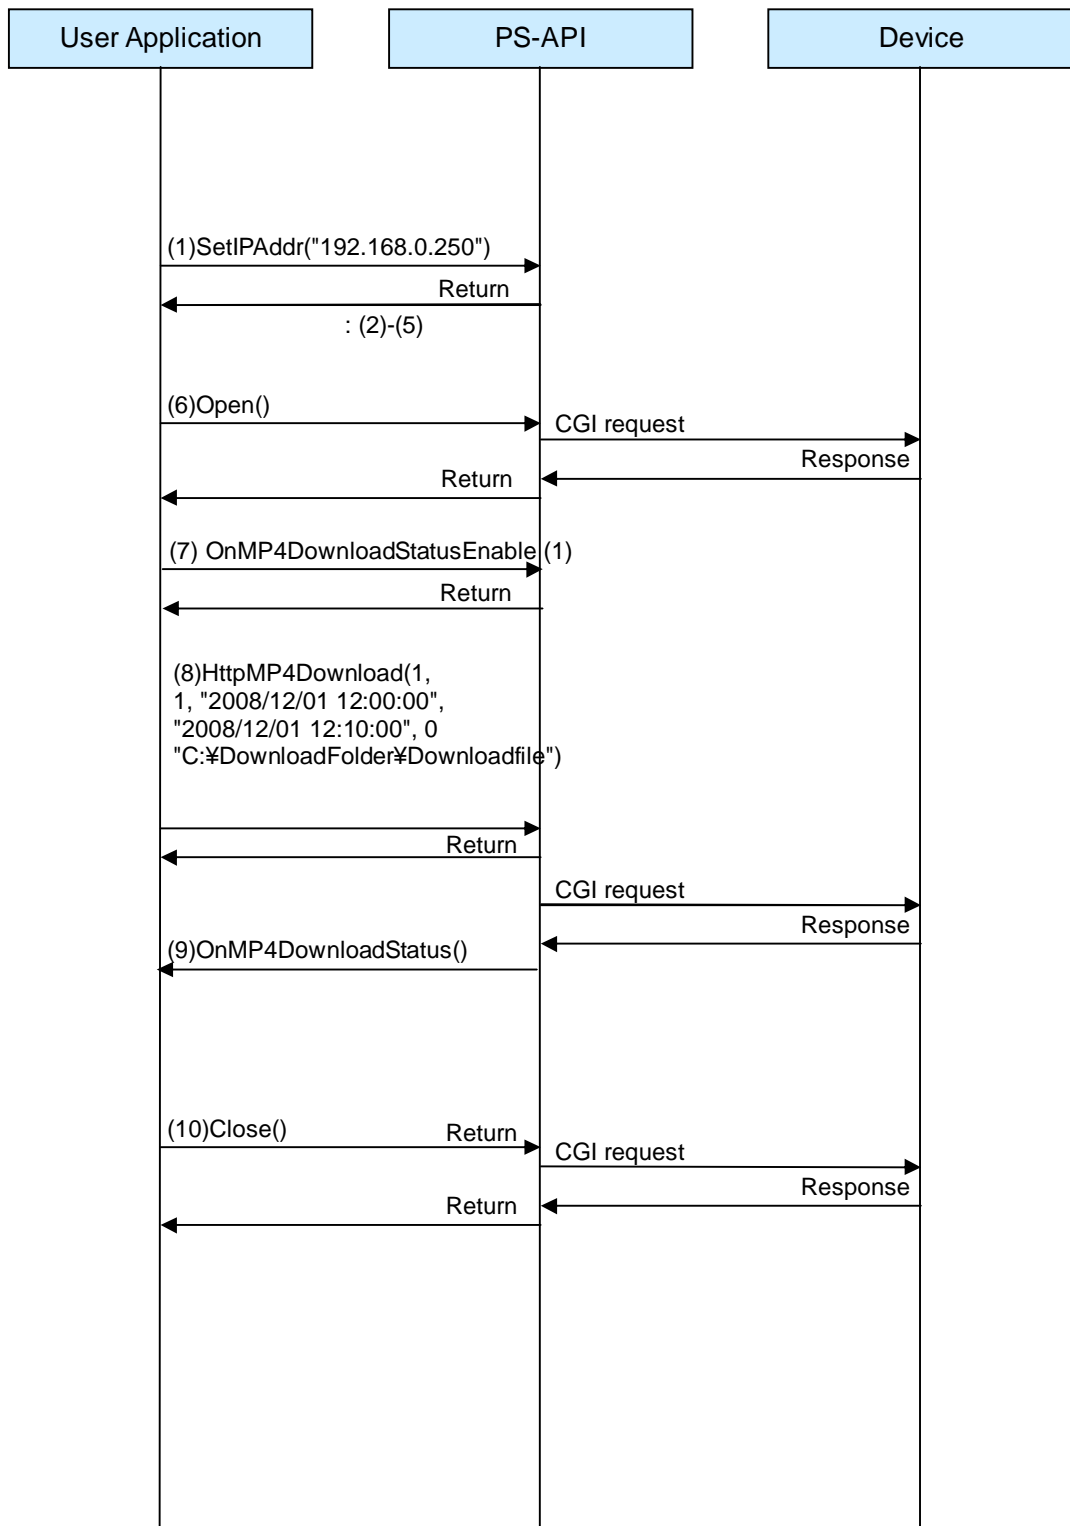 User Application
PS-API
Device
(1)SetIPAddr("192.168.0.250")
Return
: (2)-(5)
(6)Open()
CGI request
Response
Return
(7) OnMP4DownloadStatusEnable (1)
Return
(8)HttpMP4Download(1,
1, "2008/12/01 12:00:00",
"2008/12/01 12:10:00", 0
"C:¥DownloadFolder¥Downloadfile")
Return
CGI request
Response
(9)OnMP4DownloadStatus()
(10)Close()
Return
CGI request
Response
Return